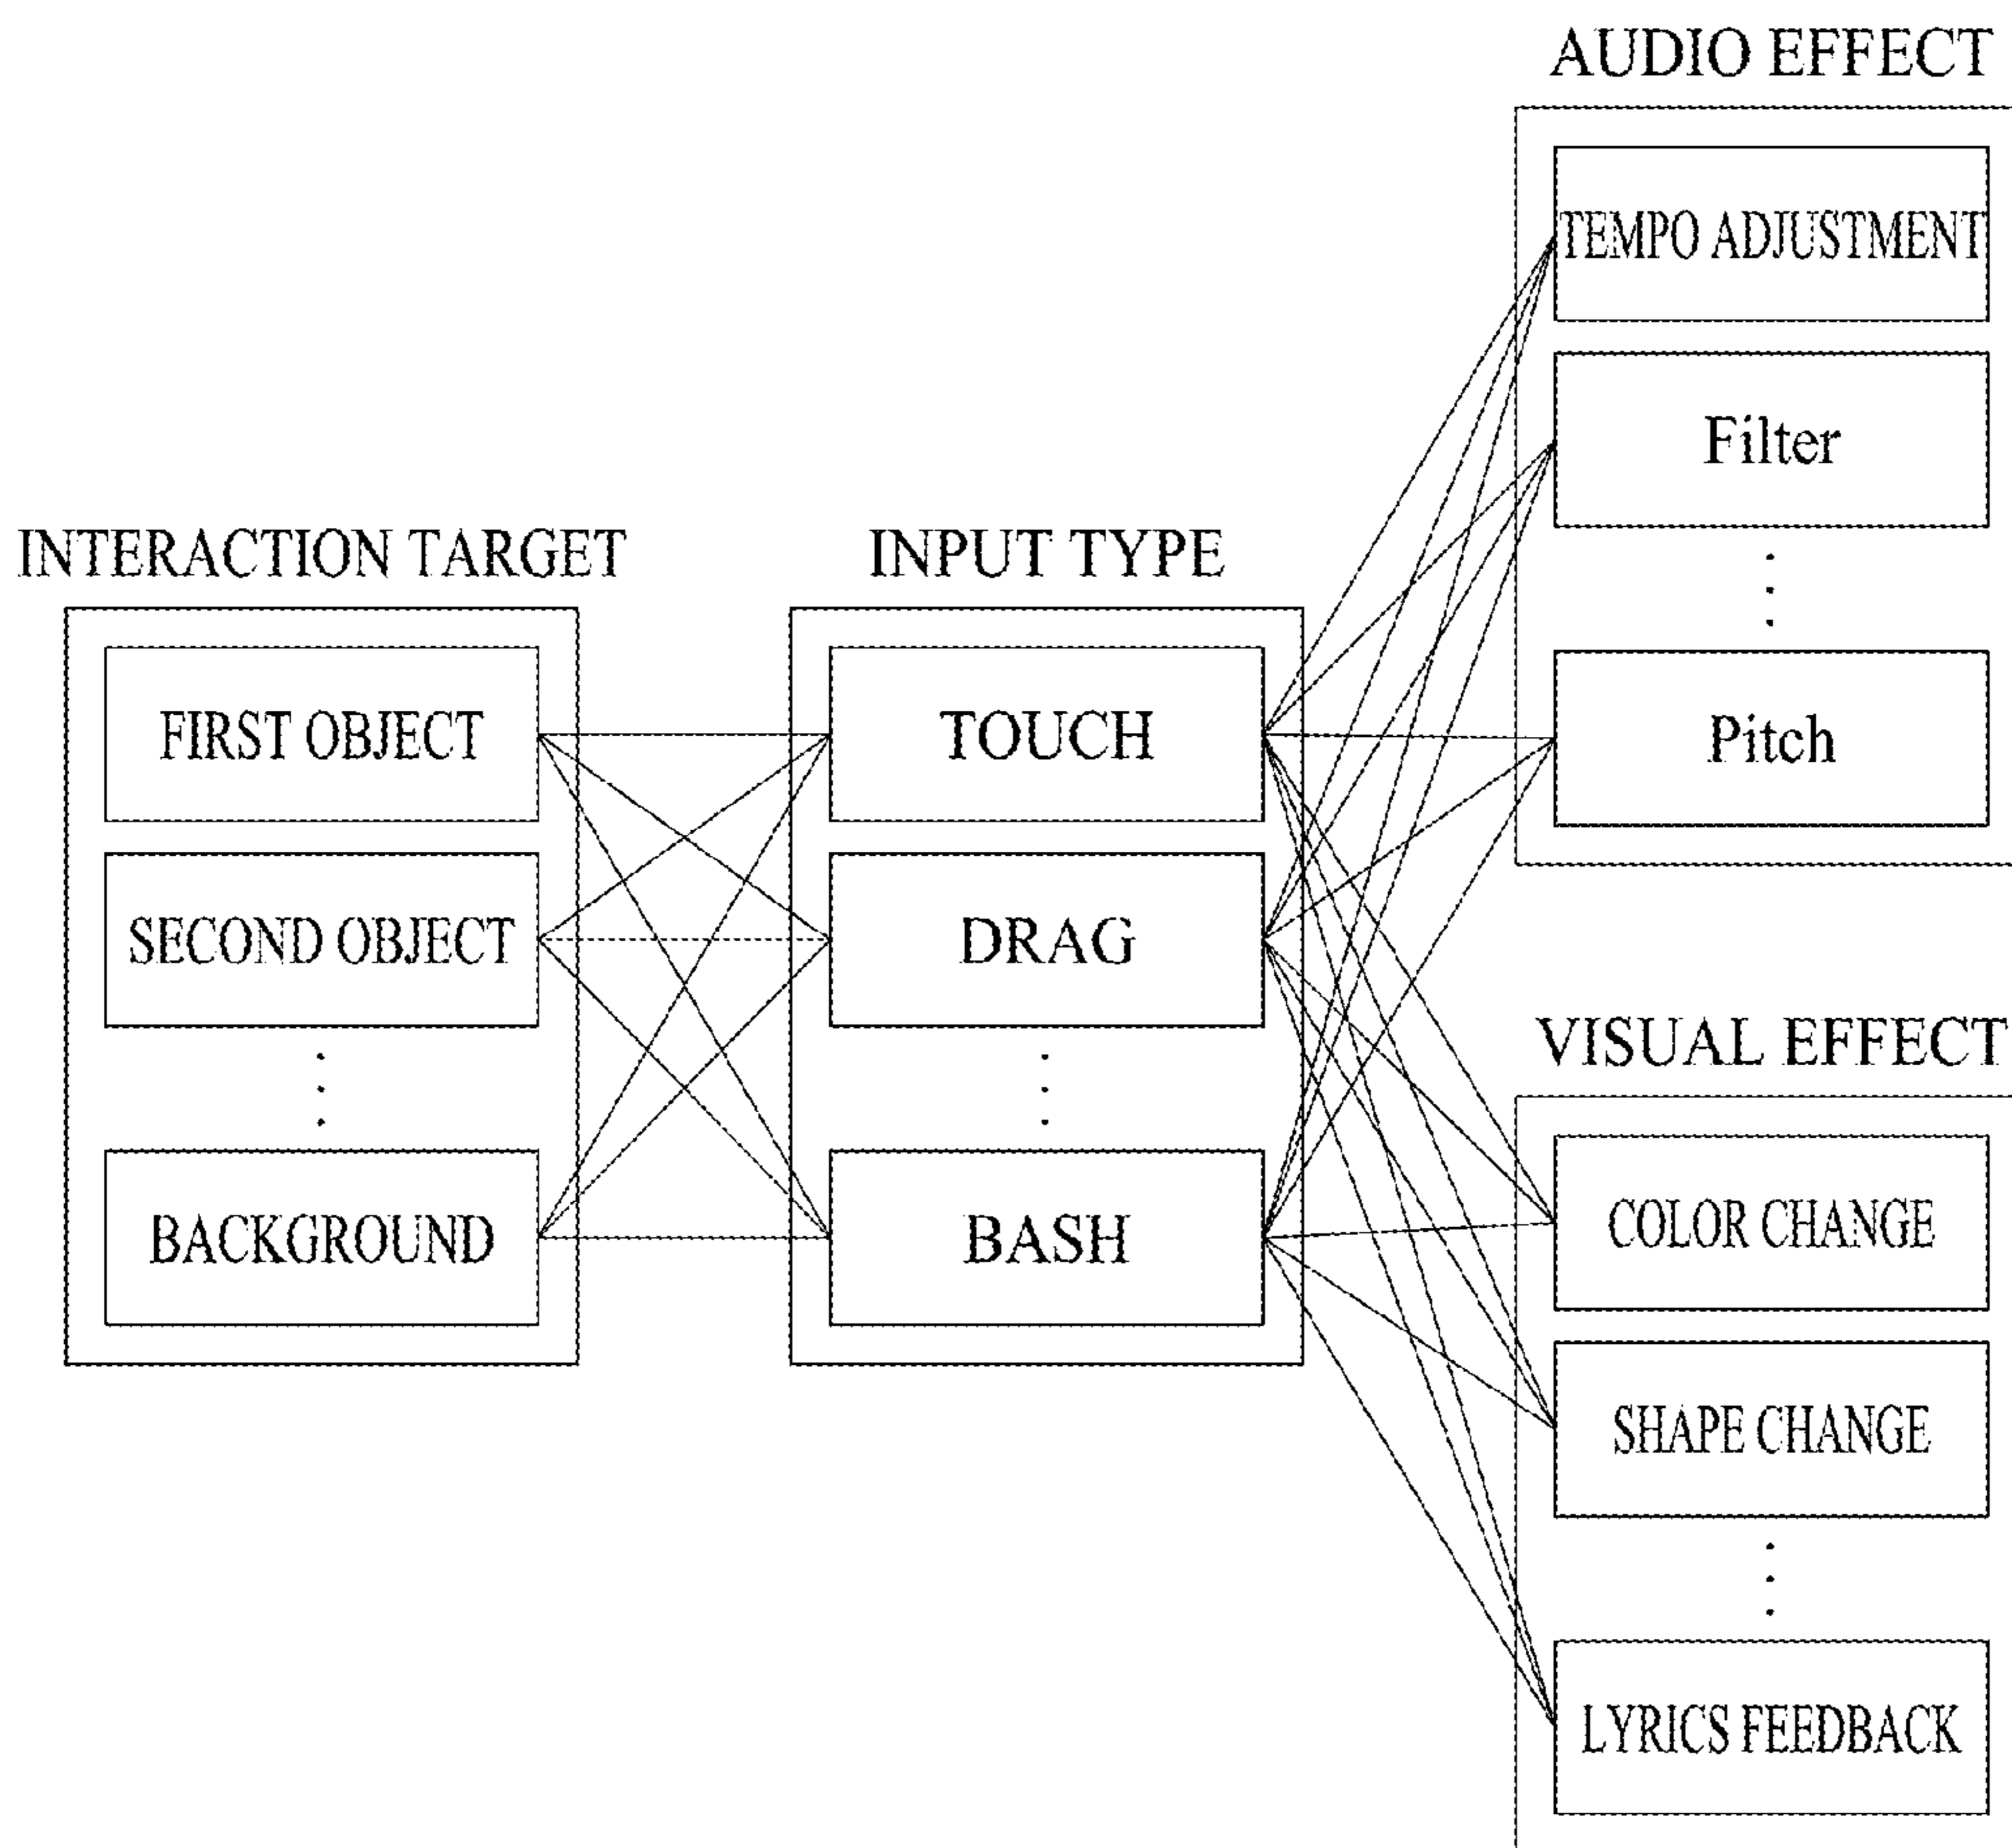 INTERACTION TARGET
FIRST OBJECT
SECOND OBJECT
BACKGROUND
INPUT TYPE
TOUCH
DRAG
BASH
AUDIO EFFECT
TEMPO ADJUSTMENT
Filter
Pitch
VISUAL EFFECT
COLOR CHANGE
SHAPE CHANGE
LYRICS FEEDBACK